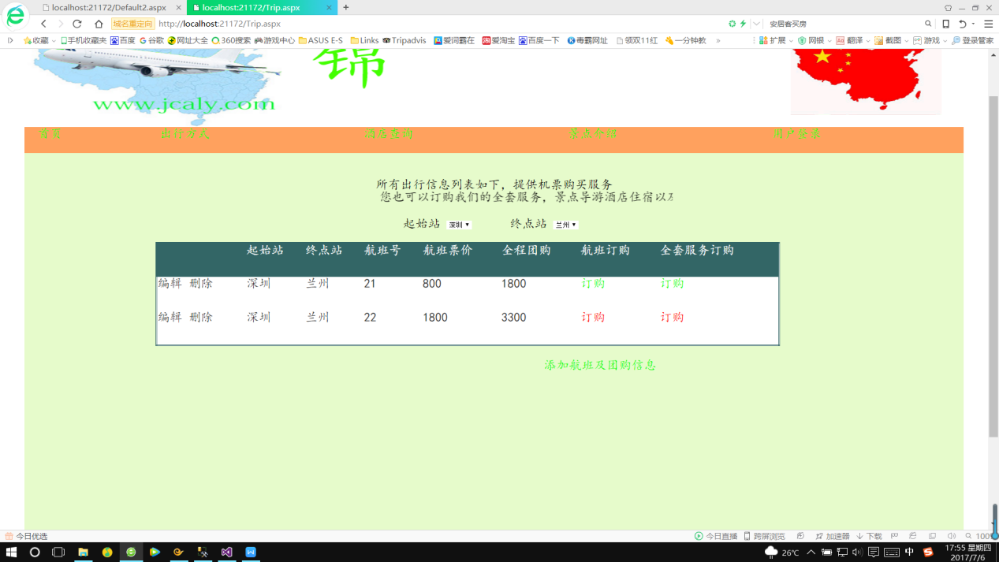 localhost:21172/Default2.aspx
localhost:21172/Trip.aspx
域名重定向 http://localhost:21172/Trip.aspx
安居客买房
收藏 手机收藏夹 百度 谷歌 网址大全 360搜索 游戏中心 ASUS E-S Links Tripadvis 爱词霸在 爱淘宝 百度一下 毒霸网址 领双11红 一分钟教 » 扩展 网银 翻译 截图 游戏 登录管家
锦
www.jcaly.com
首页 出行方式 酒店查询 景点介绍 用户登录
所有出行信息列表如下，提供机票购买服务
您也可以订购我们的全套服务，景点导游酒店住宿以及
起始站 深圳 终点站 兰州
起始站 终点站 航班号 航班票价 全程团购 航班订购 全套服务订购
编辑 删除 深圳 兰州 21 800 1800 订购 订购
编辑 删除 深圳 兰州 22 1800 3300 订购 订购
添加航班及团购信息
今日优选 今日直播 跨屏浏览 加速器 下载 100%
26℃ 中 17:55 星期四
2017/7/6